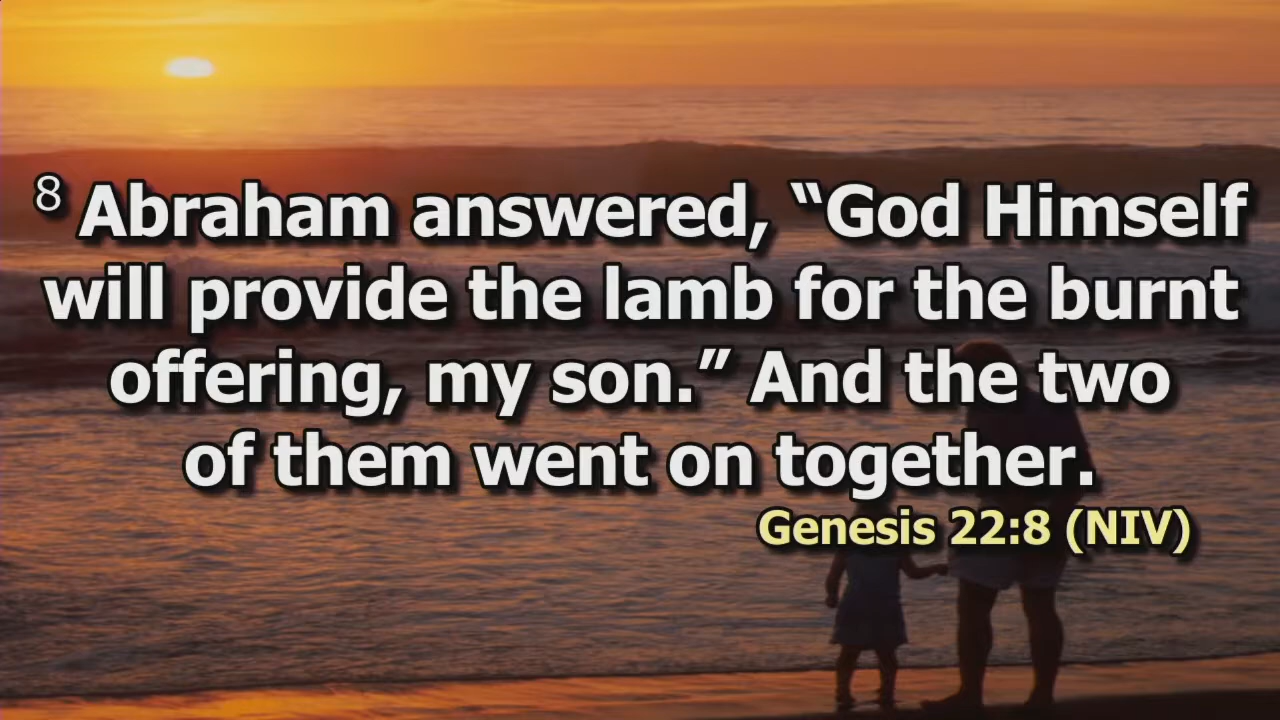 8 Abraham answered, “God Himself
will provide the lamb for the burnt
offering, my son.” And the two
of them went on together.
Genesis 22:8 (NIV)